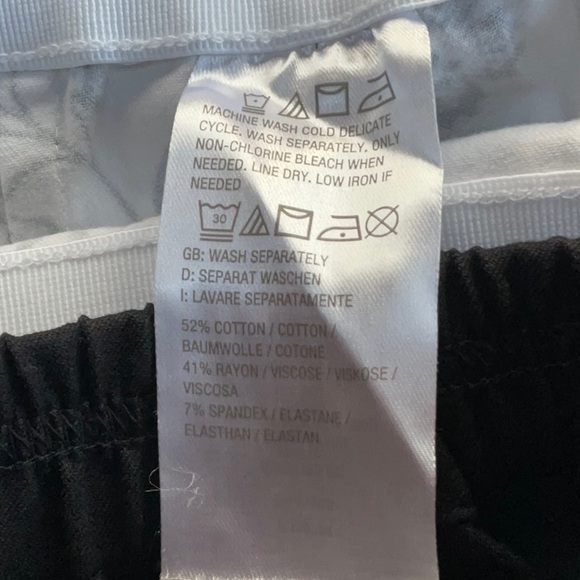 MACHINE WASH COLD DELICATE
CYCLE. WASH SEPARATELY. ONLY
NON-CHLORINE BLEACH WHEN
NEEDED. LINE DRY. LOW IRON IF
NEEDED
30
GB: WASH SEPARATELY
D: SEPARAT WASCHEN
I: LAVARE SEPARATAMENTE
52% COTTON / COTTON /
BAUMWOLLE / COTONE
41% RAYON / VISCOSE / VISKOSE /
VISCOSA
7% SPANDEX / ELASTANE /
ELASTHAN / ELASTAN